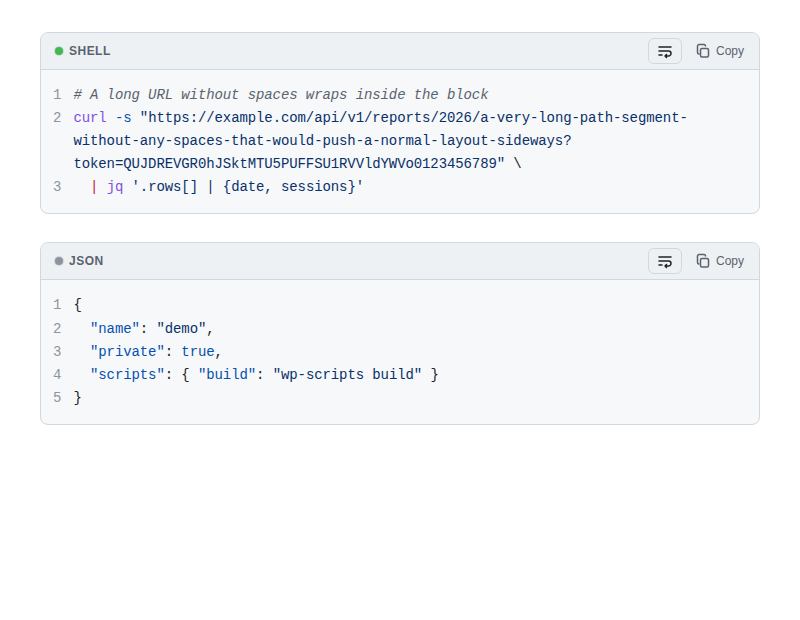 SHELL
Copy
1 # A long URL without spaces wraps inside the block
2 curl -s "https://example.com/api/v1/reports/2026/a-very-long-path-segment-
without-any-spaces-that-would-push-a-normal-layout-sideways?
token=QUJDREVGR0hJSktMTU5PUFFSU1RVVldYWVo0123456789" \
3   | jq '.rows[] | {date, sessions}'
JSON
Copy
1 {
2   "name": "demo",
3   "private": true,
4   "scripts": { "build": "wp-scripts build" }
5 }